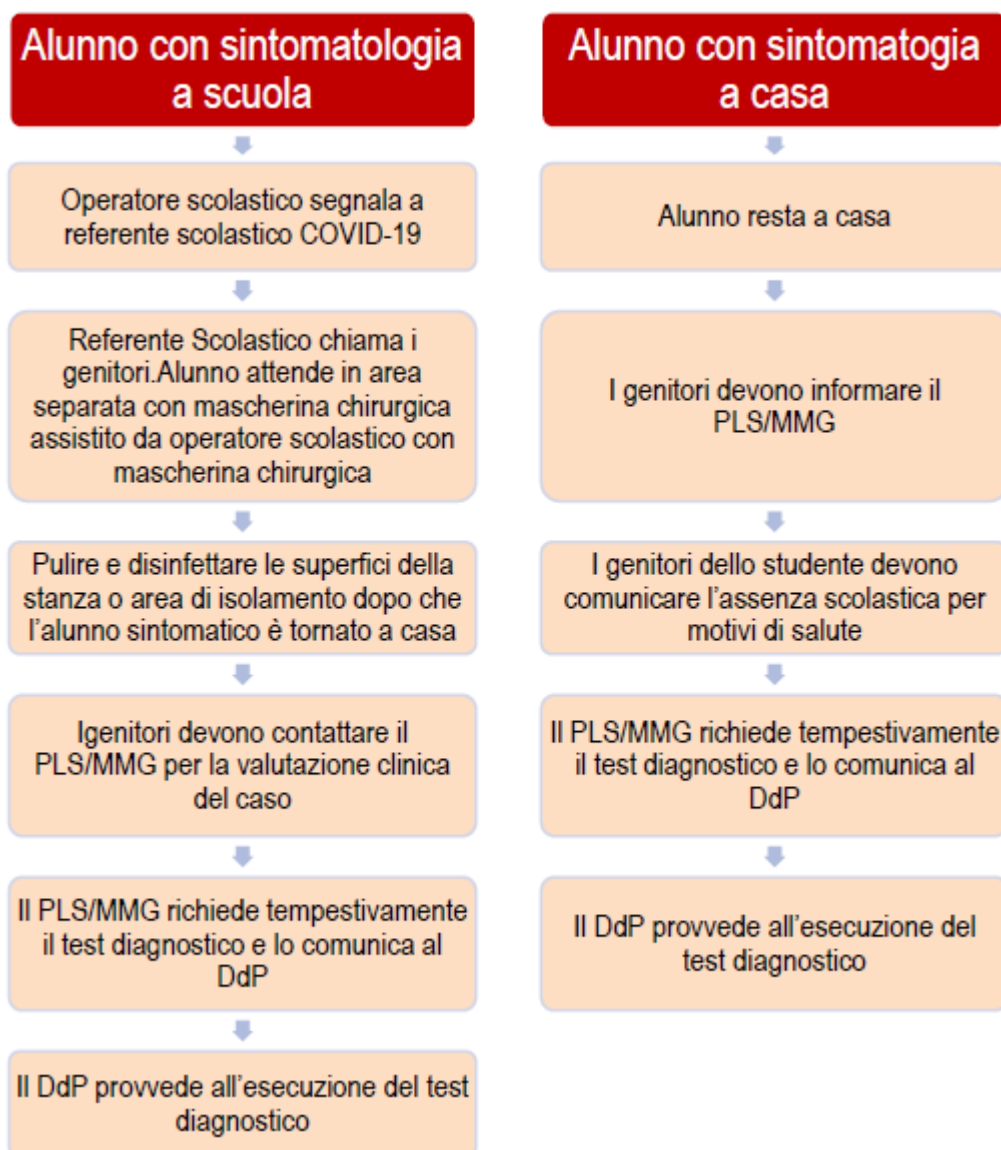 Alunno con sintomatologia
a scuola
Operatore scolastico segnala a
referente scolastico COVID-19
Referente Scolastico chiama i
genitori.Alunno attende in area
separata con mascherina chirurgica
assistito da operatore scolastico con
mascherina chirurgica
Pulire e disinfettare le superfici della
stanza o area di isolamento dopo che
l'alunno sintomatico è tornato a casa
Igenitori devono contattare il
PLS/MMG per la valutazione clinica
del caso
Il PLS/MMG richiede tempestivamente
il test diagnostico e lo comunica al
DdP
Il DdP provvede all'esecuzione del test
diagnostico
Alunno con sintomatogia
a casa
Alunno resta a casa
I genitori devono informare il
PLS/MMG
I genitori dello studente devono
comunicare l'assenza scolastica per
motivi di salute
Il PLS/MMG richiede tempestivamente
il test diagnostico e lo comunica al
DdP
Il DdP provvede all'esecuzione del
test diagnostico